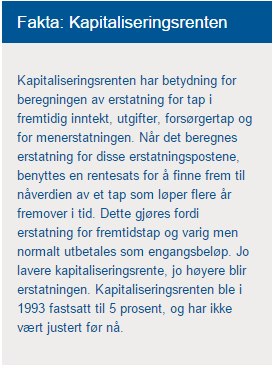 Fakta: Kapitaliseringsrenten
Kapitaliseringsrenten har betydning for
beregningen av erstatning for tap i
fremtidig inntekt, utgifter, forsørgertap og
for menerstatningen. Når det beregnes
erstatning for disse erstatningspostene,
benyttes en rentesats for å finne frem til
nåverdien av et tap som løper flere år
fremover i tid. Dette gjøres fordi
erstatning for fremtidstap og varig men
normalt utbetales som engangsbeløp. Jo
lavere kapitaliseringsrente, jo høyere blir
erstatningen. Kapitaliseringsrenten ble i
1993 fastsatt til 5 prosent, og har ikke
vært justert før nå.